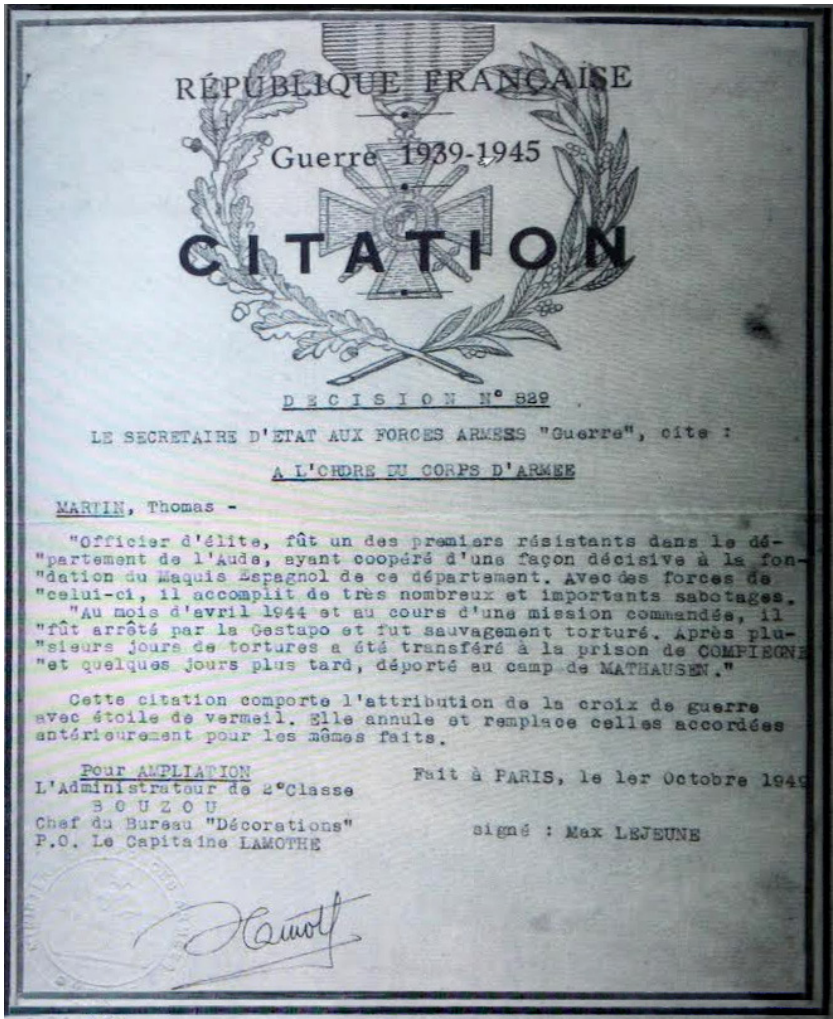 RÉPUBLIQUE FRANÇAISE
Guerre 1939-1945
CITATION
DECISION N° 829
LE SECRETAIRE D'ETAT AUX FORCES ARMEES "Guerre", cite :
A L'ORDRE DU CORPS D'ARMEE
MARTIN, Thomas -
"Officier d'élite, fût un des premiers résistants dans le dé-
"partement de l'Aude, ayant coopéré d'une façon décisive à la fon-
"dation du Maquis Espagnol de ce département. Avec des forces de
"celui-ci, il accomplit de très nombreux et importants sabotages.
"Au mois d'avril 1944 et au cours d'une mission commandée, il
"fût arrêté par la Gestapo et fut sauvagement torturé. Après plu-
"sieurs jours de tortures a été transféré à la prison de COMPIEGNE
"et quelques jours plus tard, déporté au camp de MATHAUSEN."
Cette citation comporte l'attribution de la croix de guerre
avec étoile de vermeil. Elle annule et remplace celles accordées
antérieurement pour les mêmes faits.
Pour AMPLIATION
L'Administrateur de 2°Classe
BOUZOU
Chef du Bureau "Décorations"
P.O. Le Capitaine LAMOTHE
Fait à PARIS, le 1er Octobre 1949
signé : Max LEJEUNE